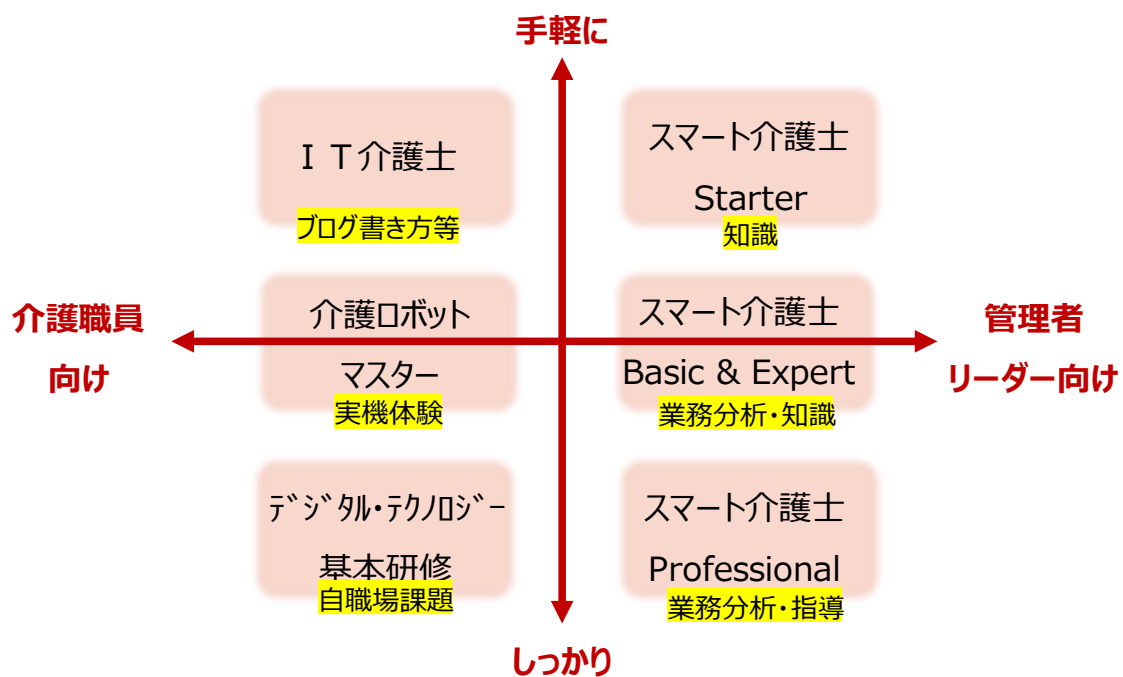 手軽に
ＩＴ介護士
ブログ書き方等
スマート介護士
Starter
知識
介護職員
向け
介護ロボット
マスター
実機体験
スマート介護士
Basic & Expert
業務分析・知識
管理者
リーダー向け
ﾃﾞｼﾞﾀﾙ・ﾃｸﾉﾛｼﾞｰ
基本研修
自職場課題
スマート介護士
Professional
業務分析・指導
しっかり